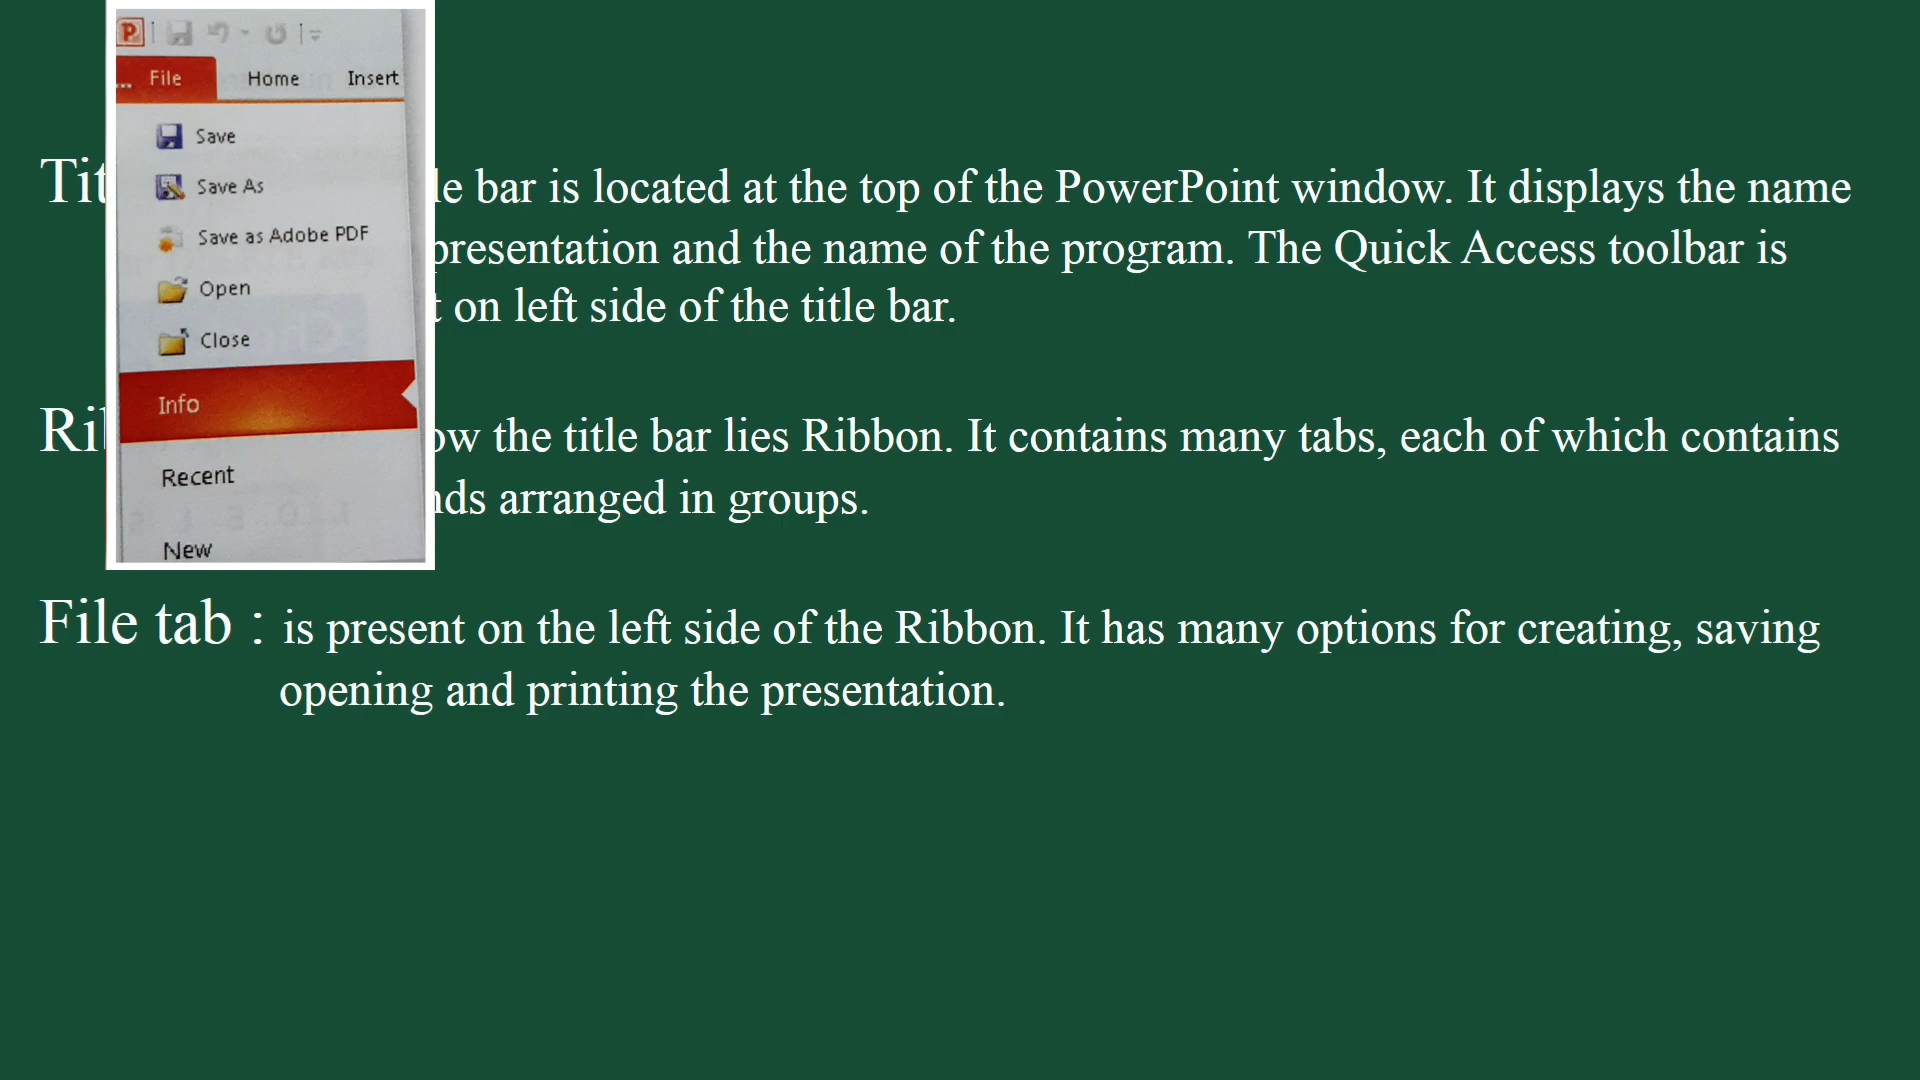 File Home Insert
Save
Save As
Save as Adobe PDF
Open
Close
Info
Recent
New
bar is located at the top of the PowerPoint window. It displays the name
presentation and the name of the program. The Quick Access toolbar is
on left side of the title bar.
the title bar lies Ribbon. It contains many tabs, each of which contains
arranged in groups.
File tab : is present on the left side of the Ribbon. It has many options for creating, saving
opening and printing the presentation.